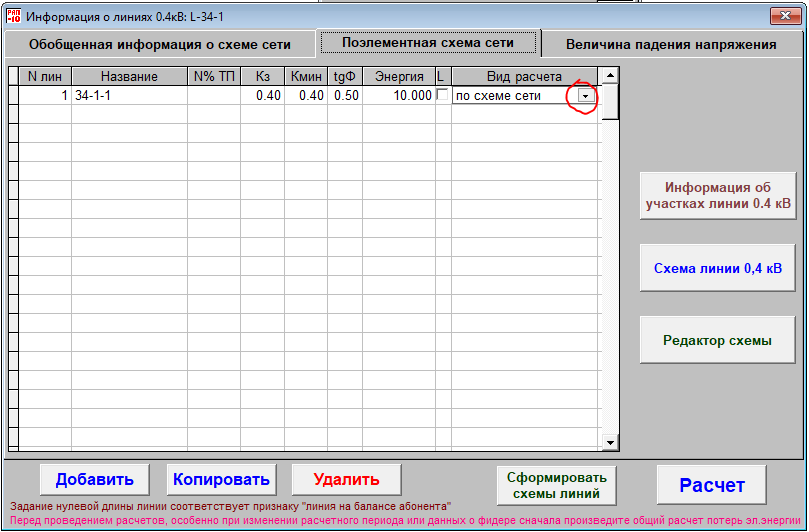 РАП
-10
Информация о линиях 0.4кВ: L-34-1
Обобщенная информация о схеме сети
Поэлементная схема сети
Величина падения напряжения
N лин Название N% ТП Кз Кмин tgФ Энергия L Вид расчета
1 34-1-1 0.40 0.40 0.50 10.000 по схеме сети
Информация об
участках линии 0.4 кВ
Схема линии 0,4 кВ
Редактор схемы
Добавить
Копировать
Удалить
Сформировать
схемы линий
Расчет
Задание нулевой длины линии соответствует признаку "линия на балансе абонента"
Перед проведением расчетов, особенно при изменении расчетного периода или данных о фидере сначала произведите общий расчет потерь эл.энергии